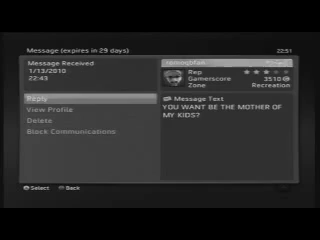 Message (expires in 29 days)
22:51
Message Received
1/13/2010
22:43
Rep
Gamerscore
3510
Zone
Recreation
Reply
View Profile
Delete
Block Communications
Message Text
YOU WANT BE THE MOTHER OF
MY KIDS?
Select
Back